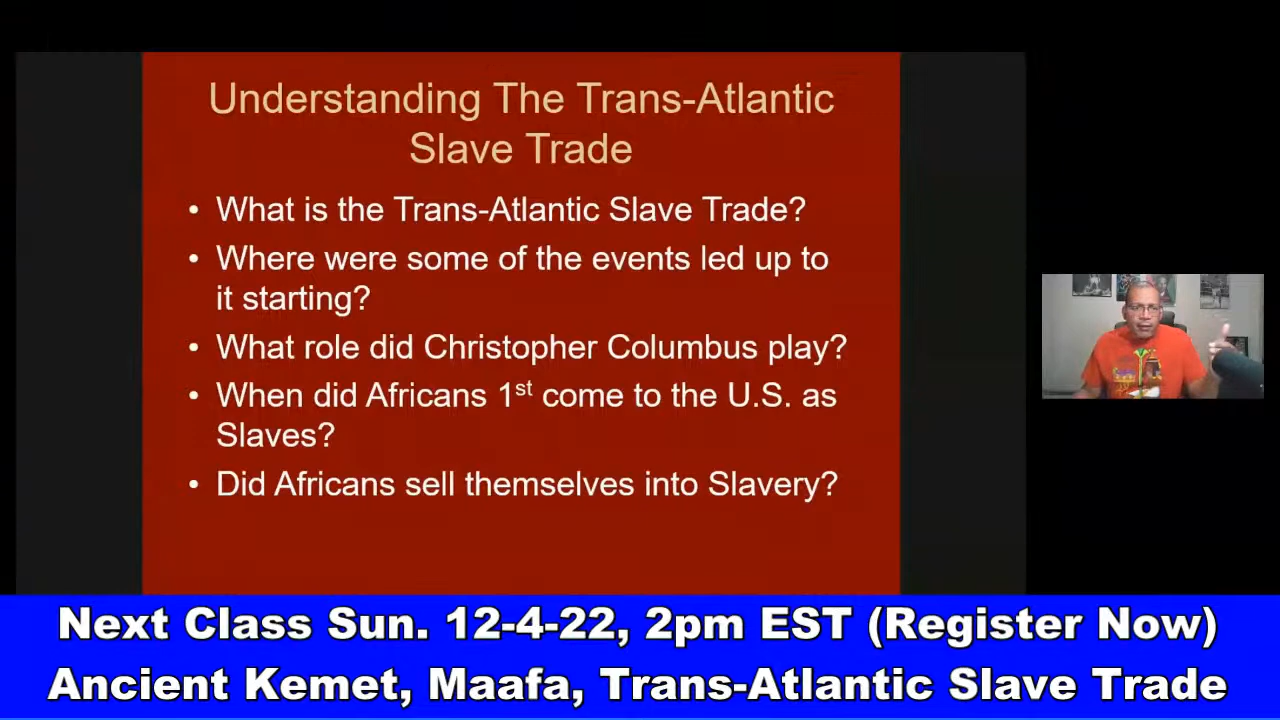 Understanding The Trans-Atlantic
Slave Trade
• What is the Trans-Atlantic Slave Trade?
• Where were some of the events led up to
it starting?
• What role did Christopher Columbus play?
• When did Africans 1st come to the U.S. as
Slaves?
• Did Africans sell themselves into Slavery?
Next Class Sun. 12-4-22, 2pm EST (Register Now)
Ancient Kemet, Maafa, Trans-Atlantic Slave Trade